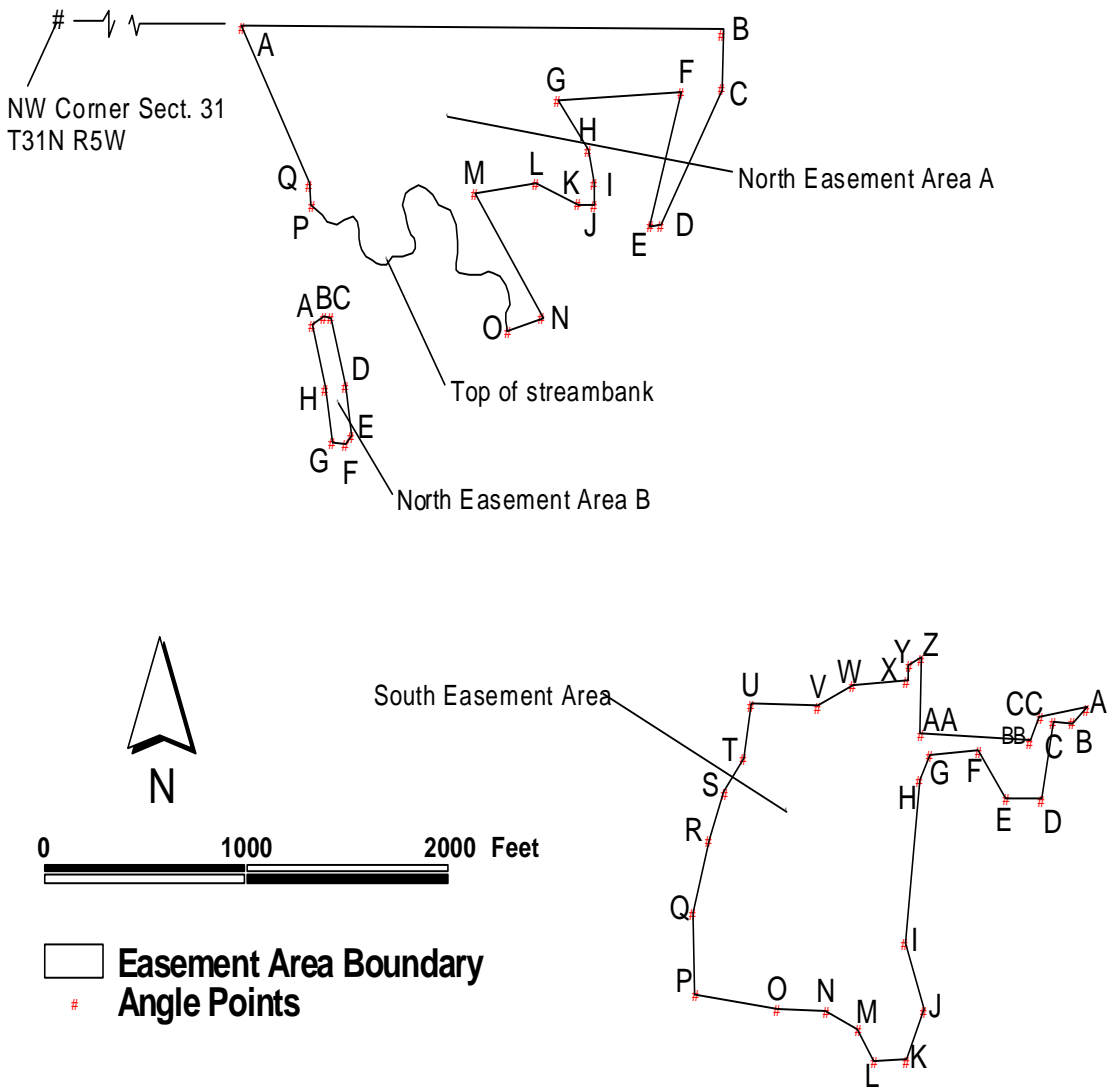 #
A
B
NW Corner Sect. 31
T31N R5W
F
G
C
H
Q
M
L
K
I
North Easement Area A
P
J
E
D
A
B
C
O
N
H
D
Top of streambank
G
E
F
North Easement Area B
Y
Z
South Easement Area
U
V
W
X
CC
A
AA
BB
C
B
T
G
F
N
S
H
E
D
0 1000 2000 Feet
R
Q
I
Easement Area Boundary
P
O
N
J
# Angle Points
M
L
K